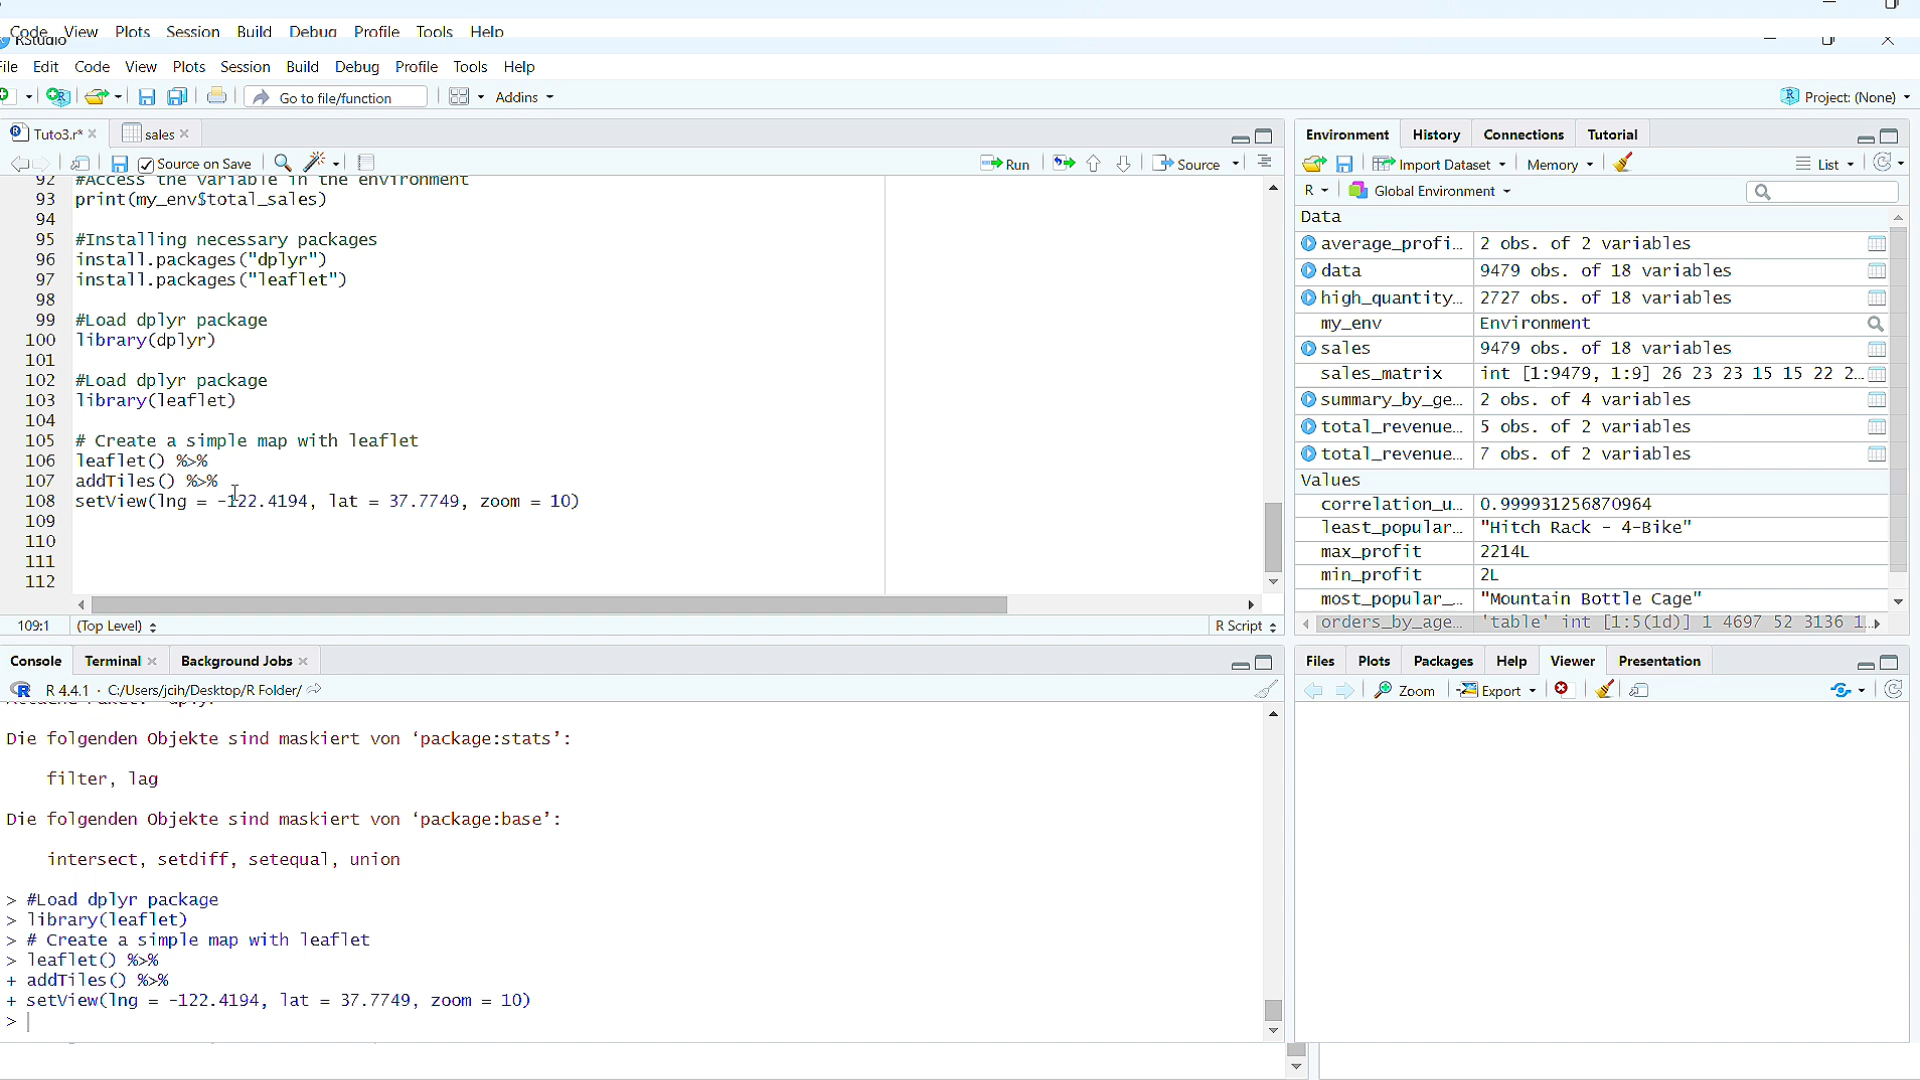 Code View Plots Session Build Debug Profile Tools Help
RStudio
File Edit Code View Plots Session Build Debug Profile Tools Help
Go to file/function Addins Project: (None)
Tuto3.r* sales
Source on Save Run Source
92 #Access the variable in the environment
93 print(my_env$total_sales)
94
95 #Installing necessary packages
96 install.packages("dplyr")
97 install.packages("leaflet")
98
99 #Load dplyr package
100 library(dplyr)
101
102 #Load dplyr package
103 library(leaflet)
104
105 # Create a simple map with leaflet
106 leaflet() %>%
107 addTiles() %>%
108 setView(lng = -122.4194, lat = 37.7749, zoom = 10)
109
110
111
112
109:1 (Top Level) R Script
Environment History Connections Tutorial
Import Dataset Memory List
R Global Environment
Data
average_profi... 2 obs. of 2 variables
data 9479 obs. of 18 variables
high_quantity... 2727 obs. of 18 variables
my_env Environment
sales 9479 obs. of 18 variables
sales_matrix int [1:9479, 1:9] 26 23 23 15 15 22 2...
summary_by_ge... 2 obs. of 4 variables
total_revenue... 5 obs. of 2 variables
total_revenue... 7 obs. of 2 variables
Values
correlation_u... 0.999931256870964
least_popular... "Hitch Rack - 4-Bike"
max_profit 2214L
min_profit 2L
most_popular_... "Mountain Bottle Cage"
orders_by_age... 'table' int [1:5(1d)] 1 4697 52 3136 1...
Console Terminal Background Jobs
R 4.4.1 · C:/Users/jcih/Desktop/R Folder/
Die folgenden Objekte sind maskiert von ‘package:stats’:
filter, lag
Die folgenden Objekte sind maskiert von ‘package:base’:
intersect, setdiff, setequal, union
> #Load dplyr package
> library(leaflet)
> # Create a simple map with leaflet
> leaflet() %>%
+ addTiles() %>%
+ setView(lng = -122.4194, lat = 37.7749, zoom = 10)
>
Files Plots Packages Help Viewer Presentation
Zoom Export